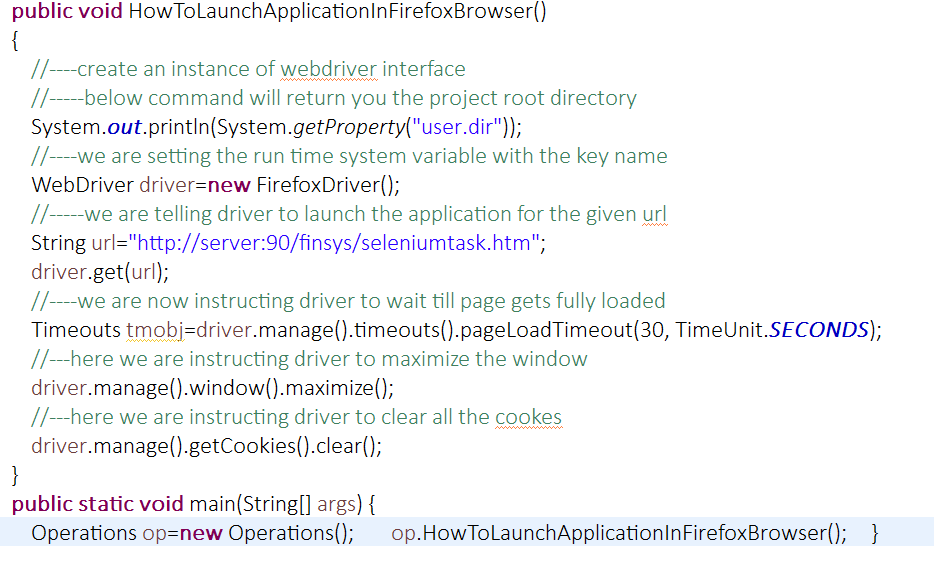 public void HowToLaunchApplicationInFirefoxBrowser()
{
//----create an instance of webdriver interface
//-----below command will return you the project root directory
System.out.println(System.getProperty("user.dir"));
//----we are setting the run time system variable with the key name
WebDriver driver=new FirefoxDriver();
//-----we are telling driver to launch the application for the given url
String url="http://server:90/finsys/seleniumtask.htm";
driver.get(url);
//----we are now instructing driver to wait till page gets fully loaded
Timeouts tmobj=driver.manage().timeouts().pageLoadTimeout(30, TimeUnit.SECONDS);
//---here we are instructing driver to maximize the window
driver.manage().window().maximize();
//---here we are instructing driver to clear all the cookes
driver.manage().getCookies().clear();
}
public static void main(String[] args) {
Operations op=new Operations(); op.HowToLaunchApplicationInFirefoxBrowser(); }